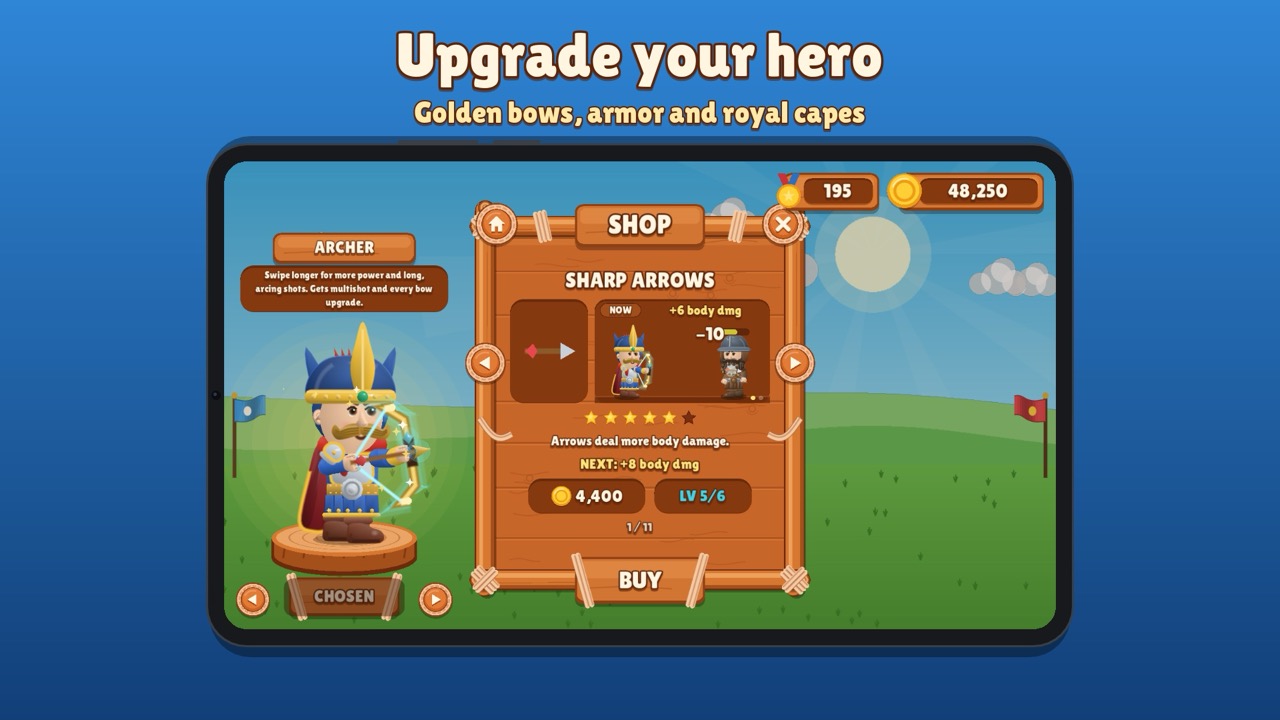 Upgrade your hero
Golden bows, armor and royal capes
195
48,250
SHOP
ARCHER
Swipe longer for more power and long,
arcing shots. Gets multishot and every bow
upgrade.
SHARP ARROWS
NOW
+6 body dmg
-10
Arrows deal more body damage.
NEXT: +8 body dmg
4,400
LV 5/6
1/11
CHOSEN
BUY